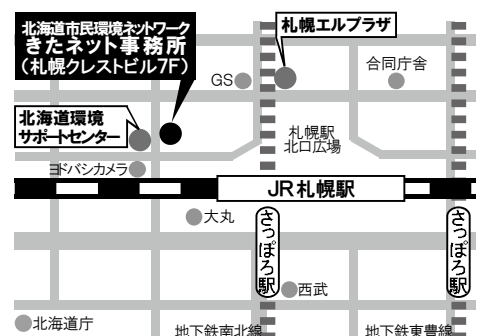 北海道市民環境ネットワーク
きたネット事務所
(札幌クレストビル7F)
札幌エルプラザ
GS
合同庁舎
北海道環境
サポートセンター
札幌駅
北口広場
ヨドバシカメラ
JR札幌駅
大丸
さっぽろ駅
さっぽろ駅
西武
北海道庁
地下鉄南北線
地下鉄東豊線